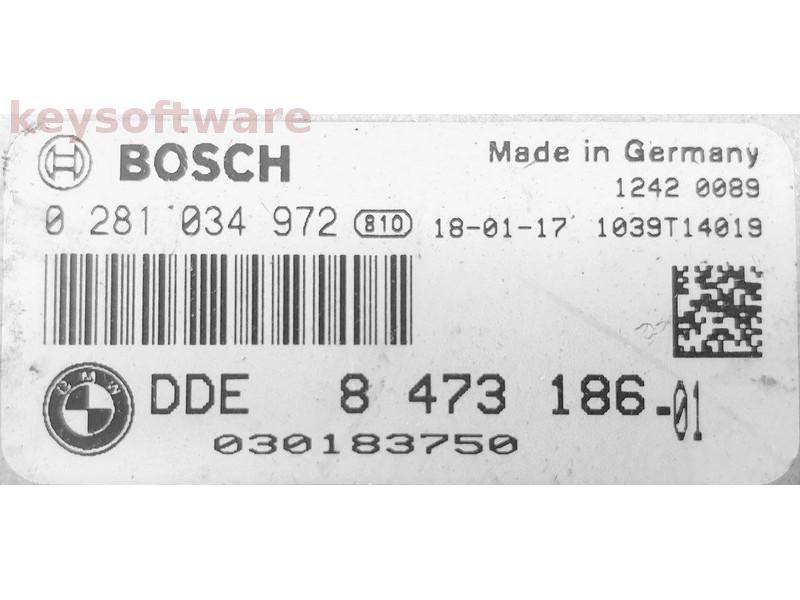 keysoftware
BOSCH
Made in Germany
1242 0089
0 281 034 972 810 18-01-17 1039T14019
BMW
DDE 8 473 186-01
030183750